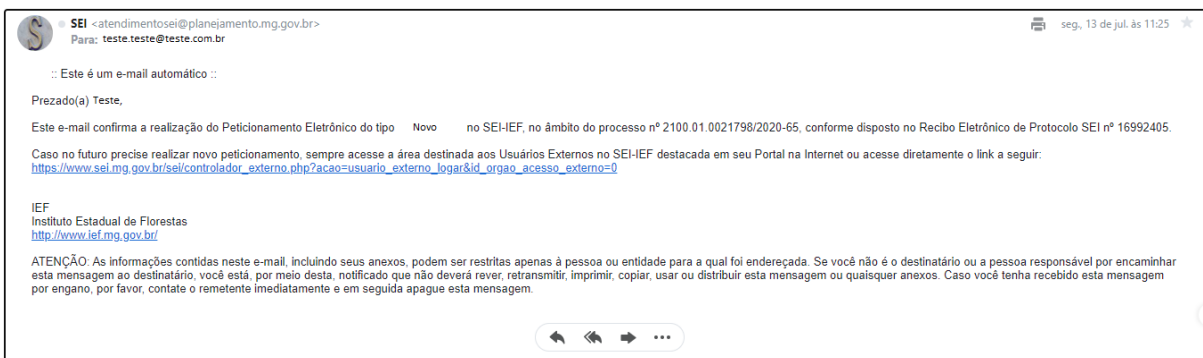 SEI <atendimentosei@planejamento.mg.gov.br>
seg., 13 de jul. às 11:25
Para: teste.teste@teste.com.br
:: Este é um e-mail automático ::
Prezado(a) Teste,
Este e-mail confirma a realização do Peticionamento Eletrônico do tipo Novo no SEI-IEF, no âmbito do processo nº 2100.01.0021798/2020-65, conforme disposto no Recibo Eletrônico de Protocolo SEI nº 16992405.
Caso no futuro precise realizar novo peticionamento, sempre acesse a área destinada aos Usuários Externos no SEI-IEF destacada em seu Portal na Internet ou acesse diretamente o link a seguir:
https://www.sei.mg.gov.br/sei/controlador_externo.php?acao=usuario_externo_logar&id_orgao_acesso_externo=0
IEF
Instituto Estadual de Florestas
http://www.ief.mg.gov.br/
ATENÇÃO: As informações contidas neste e-mail, incluindo seus anexos, podem ser restritas apenas à pessoa ou entidade para a qual foi endereçada. Se você não é o destinatário ou a pessoa responsável por encaminhar
esta mensagem ao destinatário, você está, por meio desta, notificado que não deverá rever, retransmitir, imprimir, copiar, usar ou distribuir esta mensagem ou quaisquer anexos. Caso você tenha recebido esta mensagem
por engano, por favor, contate o remetente imediatamente e em seguida apague esta mensagem.